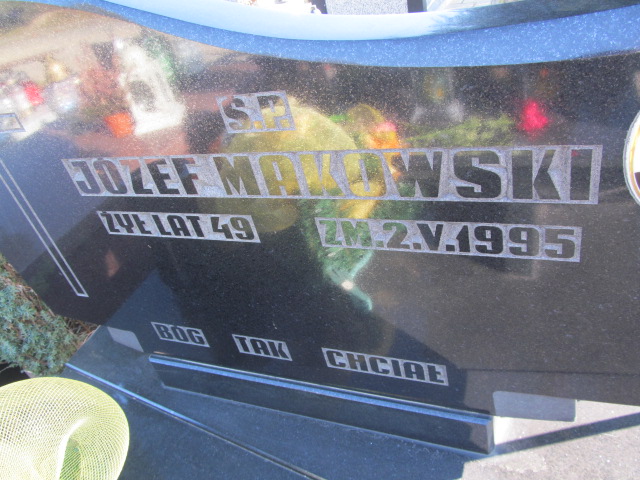 Ś.P.
JÓZEF MAKOWSKI
ŻYŁ LAT 49 ZM. 2.V.1995
BÓG TAK CHCIAŁ